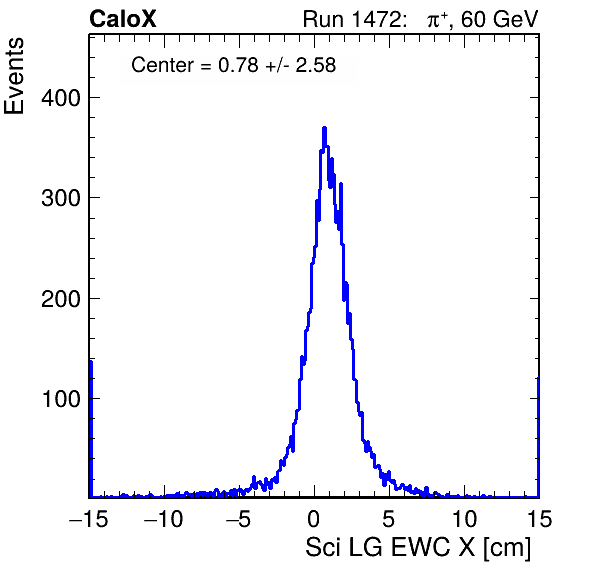 CaloX Run 1472: π⁺, 60 GeV
Center = 0.78 +/- 2.58
Events
400
300
200
100
−15 −10 −5 0 5 10 15
Sci LG EWC X [cm]